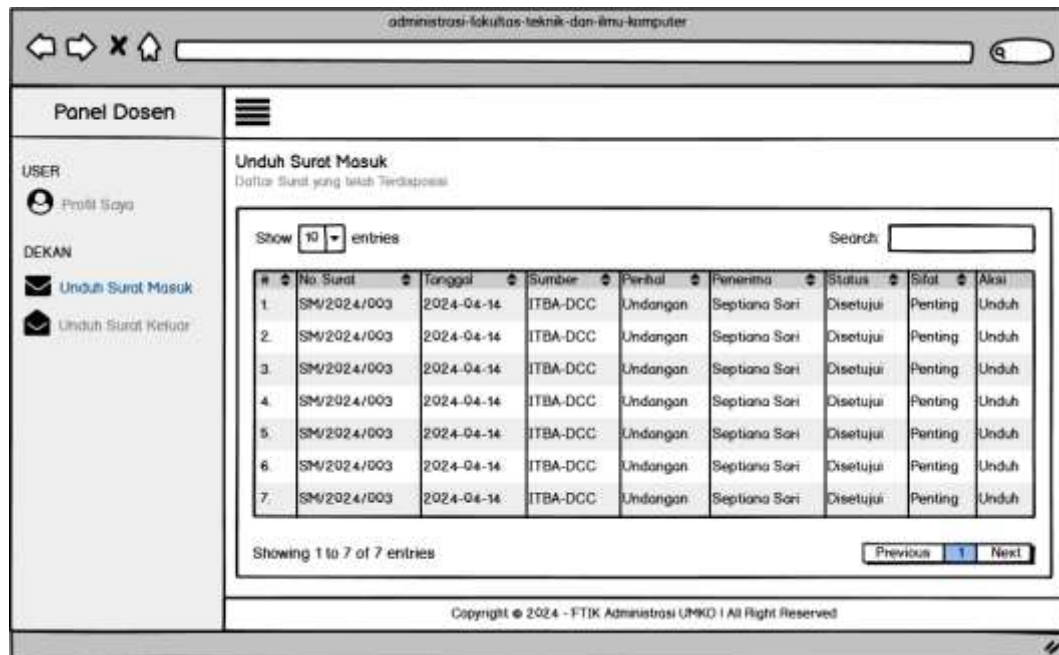 administrasi-fakultas-teknik-dan-ilmu-komputer
Panel Dosen
USER
Profil Saya
DEKAN
Unduh Surat Masuk
Unduh Surat Keluar
Unduh Surat Masuk
Daftar Surat yang telah Terdisposisi
Show 10 entries Search:
# No. Surat Tanggal Sumber Perihal Penerima Status Sifat Aksi
1. SM/2024/003 2024-04-14 ITBA-DCC Undangan Septiana Sari Disetujui Penting Unduh
2. SM/2024/003 2024-04-14 ITBA-DCC Undangan Septiana Sari Disetujui Penting Unduh
3. SM/2024/003 2024-04-14 ITBA-DCC Undangan Septiana Sari Disetujui Penting Unduh
4. SM/2024/003 2024-04-14 ITBA-DCC Undangan Septiana Sari Disetujui Penting Unduh
5. SM/2024/003 2024-04-14 ITBA-DCC Undangan Septiana Sari Disetujui Penting Unduh
6. SM/2024/003 2024-04-14 ITBA-DCC Undangan Septiana Sari Disetujui Penting Unduh
7. SM/2024/003 2024-04-14 ITBA-DCC Undangan Septiana Sari Disetujui Penting Unduh
Showing 1 to 7 of 7 entries Previous 1 Next
Copyright © 2024 - FTIK Administrasi UMKO | All Right Reserved